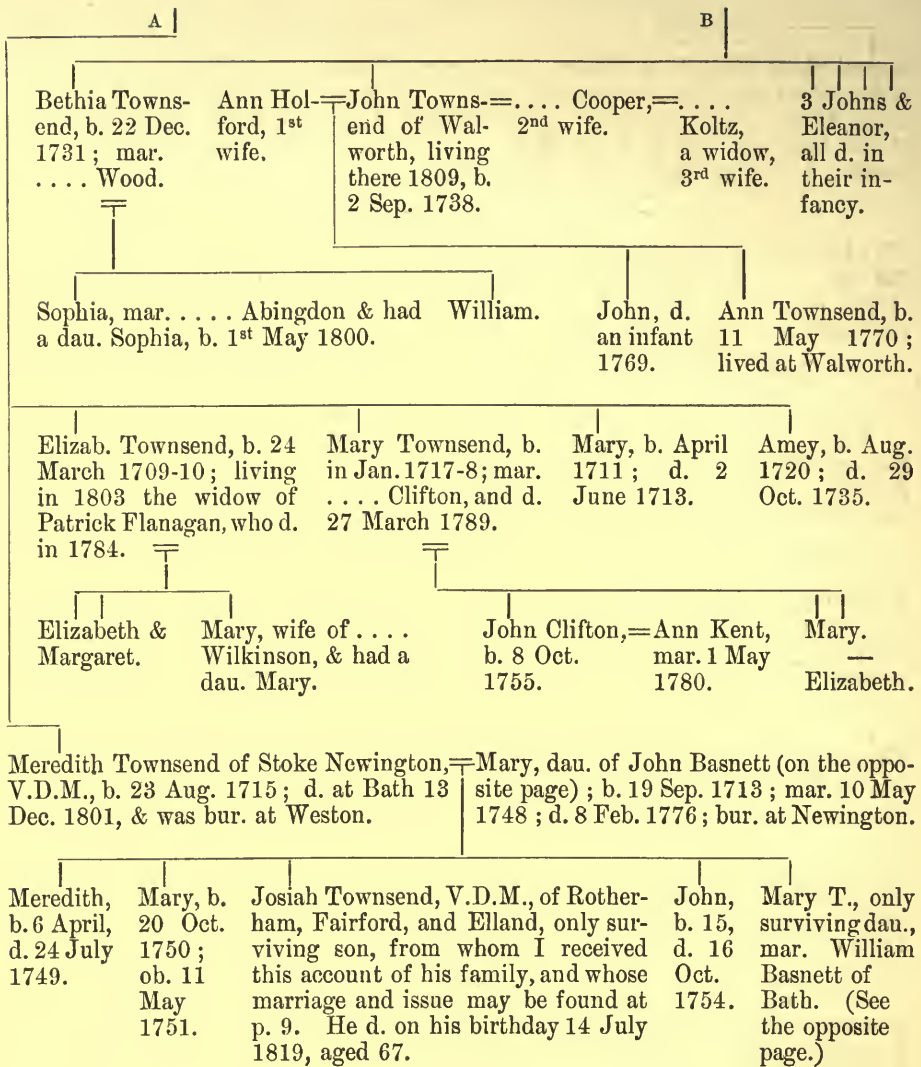 A B
Bethia Towns-
end, b. 22 Dec.
1731 ; mar.
. . . . Wood.
Ann Hol-
ford, 1st
wife.
John Towns-
end of Wal-
worth, living
there 1809, b.
2 Sep. 1738.
. . . . Cooper,
2nd wife.
. . . .
Koltz,
a widow,
3rd wife.
3 Johns &
Eleanor,
all d. in
their in-
fancy.
Sophia, mar. . . . . . Abingdon & had
a dau. Sophia, b. 1st May 1800.
William.
John, d.
an infant
1769.
Ann Townsend, b.
11 May 1770 ;
lived at Walworth.
Elizab. Townsend, b. 24
March 1709-10 ; living
in 1803 the widow of
Patrick Flanagan, who d.
in 1784.
Mary Townsend, b.
in Jan. 1717-8; mar.
. . . . Clifton, and d.
27 March 1789.
Mary, b. April
1711 ; d. 2
June 1713.
Amey, b. Aug.
1720 ; d. 29
Oct. 1735.
Elizabeth &
Margaret.
Mary, wife of . . . .
Wilkinson, & had a
dau. Mary.
John Clifton,=
b. 8 Oct.
1755.
Ann Kent,
mar. 1 May
1780.
Mary.
—
Elizabeth.
Meredith Townsend of Stoke Newington,
V.D.M., b. 23 Aug. 1715 ; d. at Bath 13
Dec. 1801, & was bur. at Weston.
Mary, dau. of John Basnett (on the oppo-
site page) ; b. 19 Sep. 1713 ; mar. 10 May
1748 ; d. 8 Feb. 1776 ; bur. at Newington.
Meredith,
b. 6 April,
d. 24 July
1749.
Mary, b.
20 Oct.
1750 ;
ob. 11
May
1751.
Josiah Townsend, V.D.M., of Rother-
ham, Fairford, and Elland, only sur-
viving son, from whom I received
this account of his family, and whose
marriage and issue may be found at
p. 9. He d. on his birthday 14 July
1819, aged 67.
John,
b. 15,
d. 16
Oct.
1754.
Mary T., only
surviving dau.,
mar. William
Basnett of
Bath. (See
the opposite
page.)